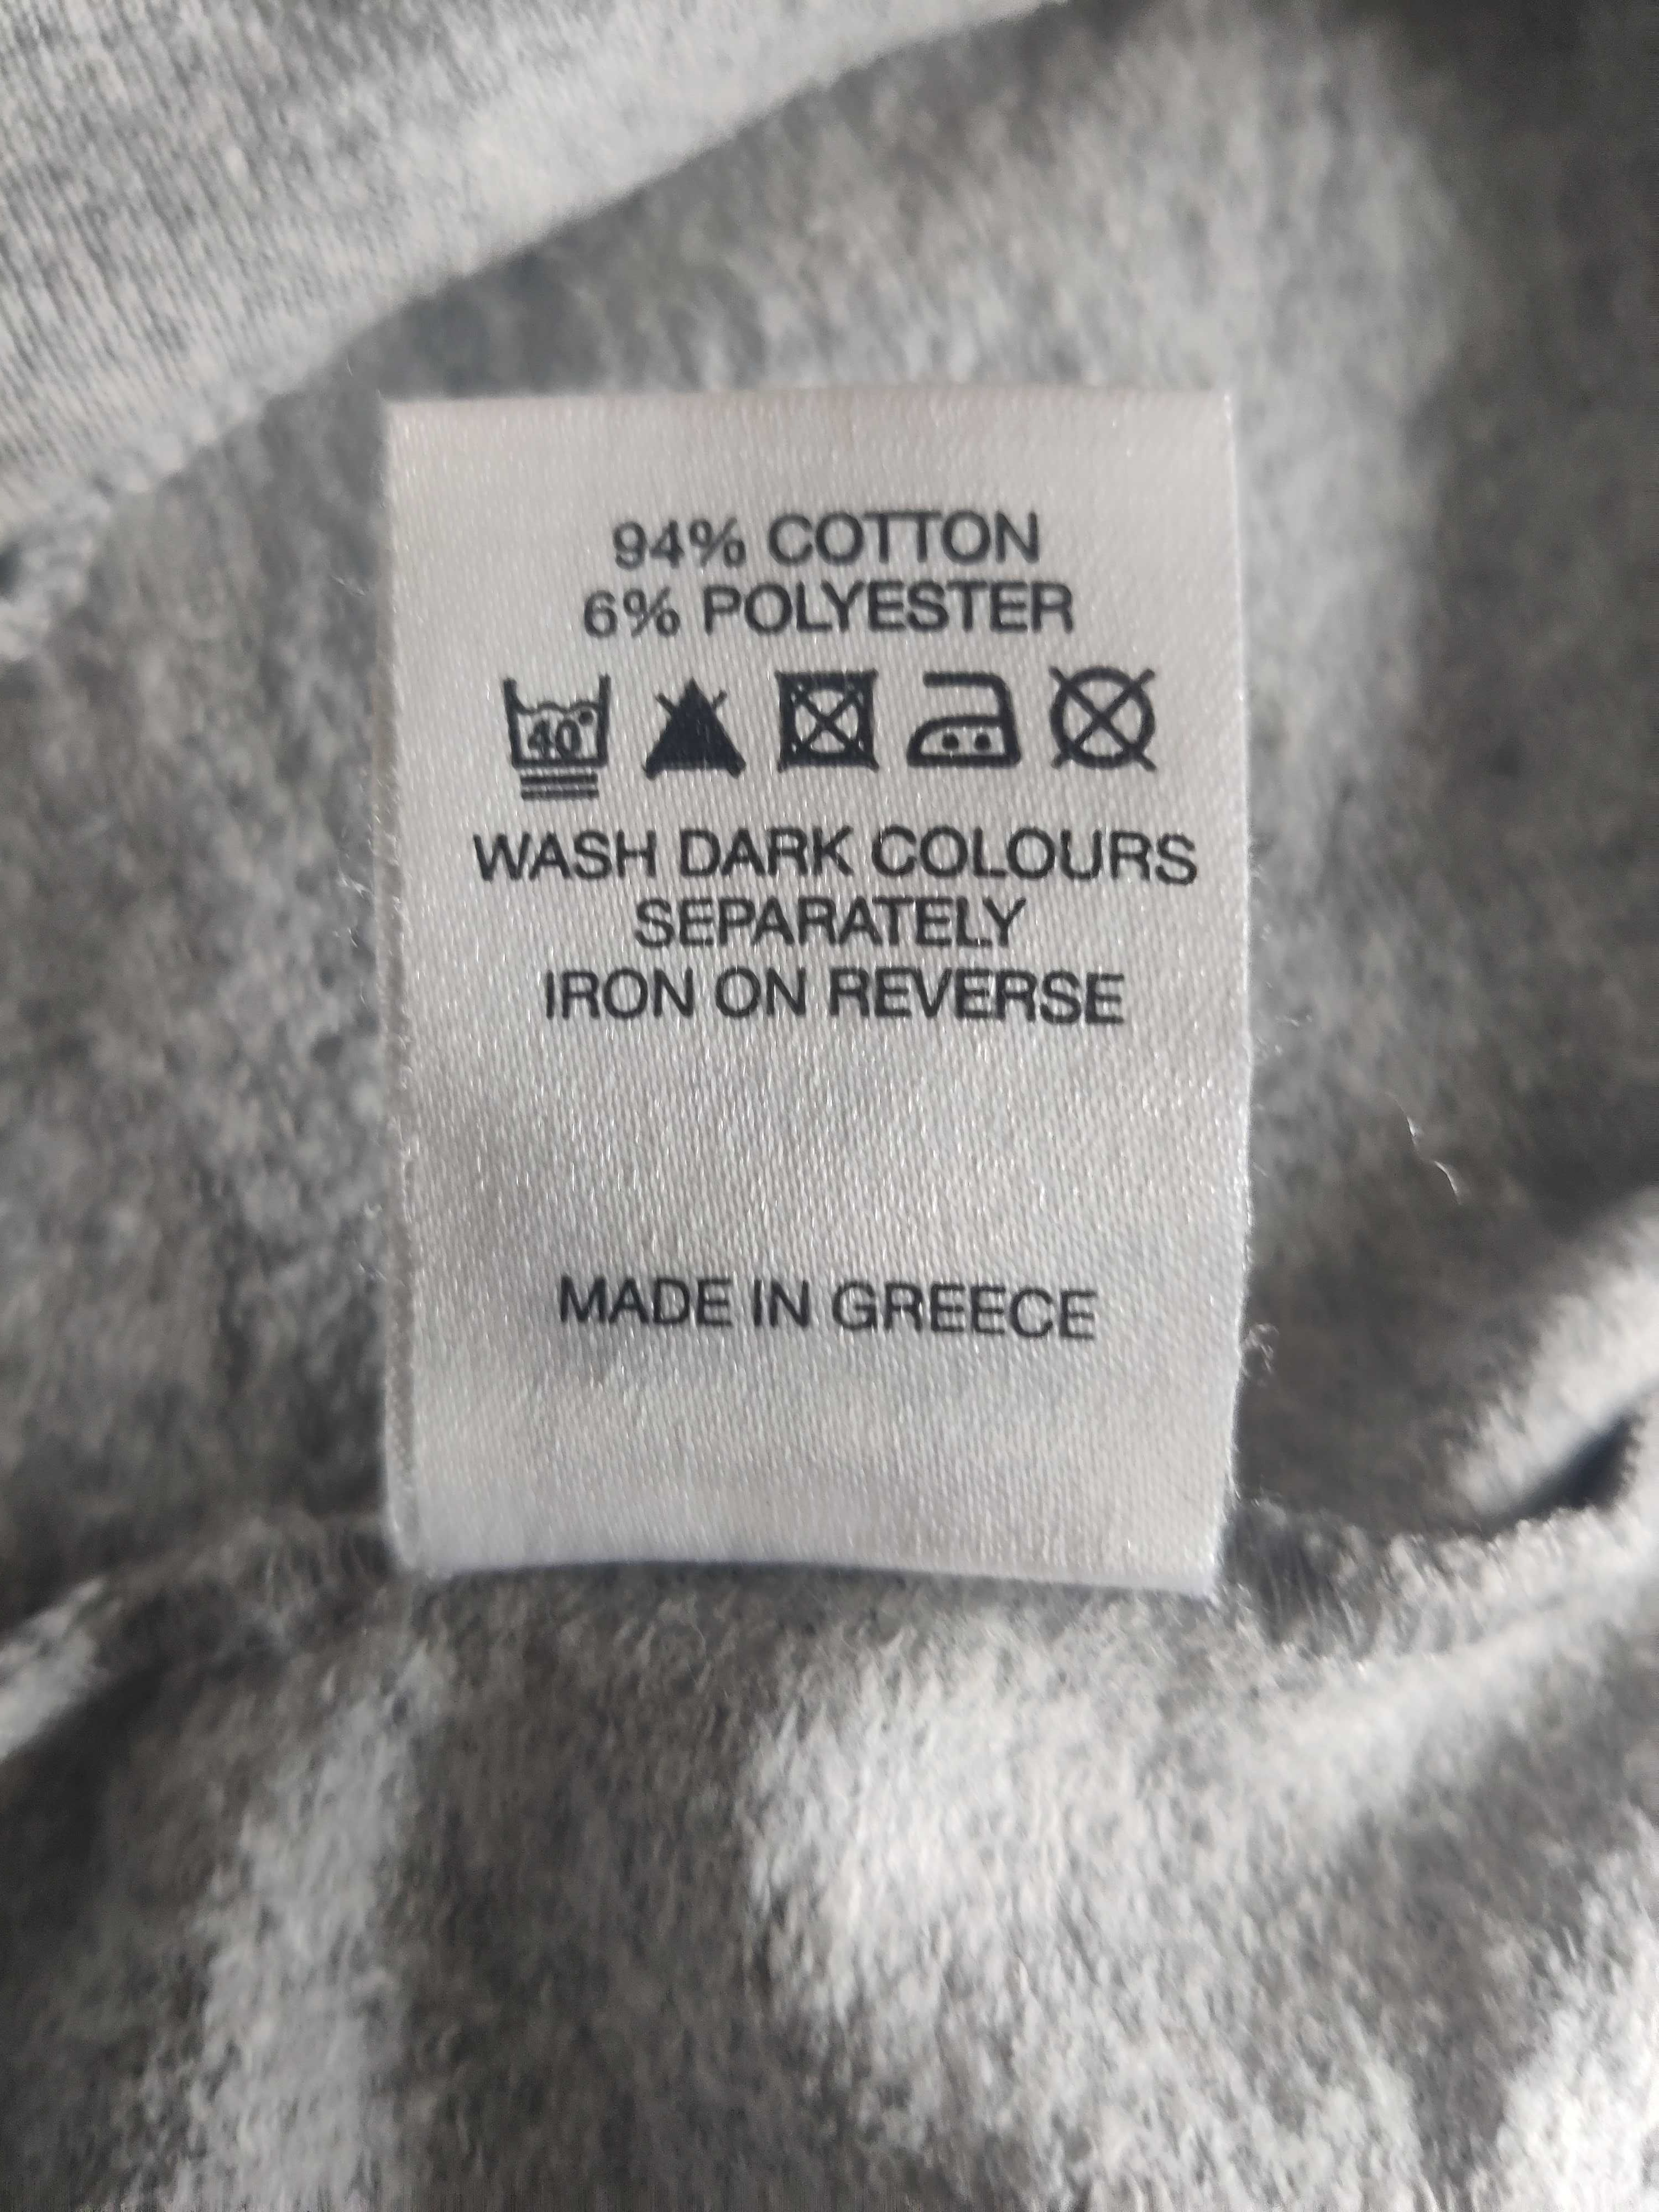 94% COTTON
6% POLYESTER
40°
WASH DARK COLOURS
SEPARATELY
IRON ON REVERSE
MADE IN GREECE